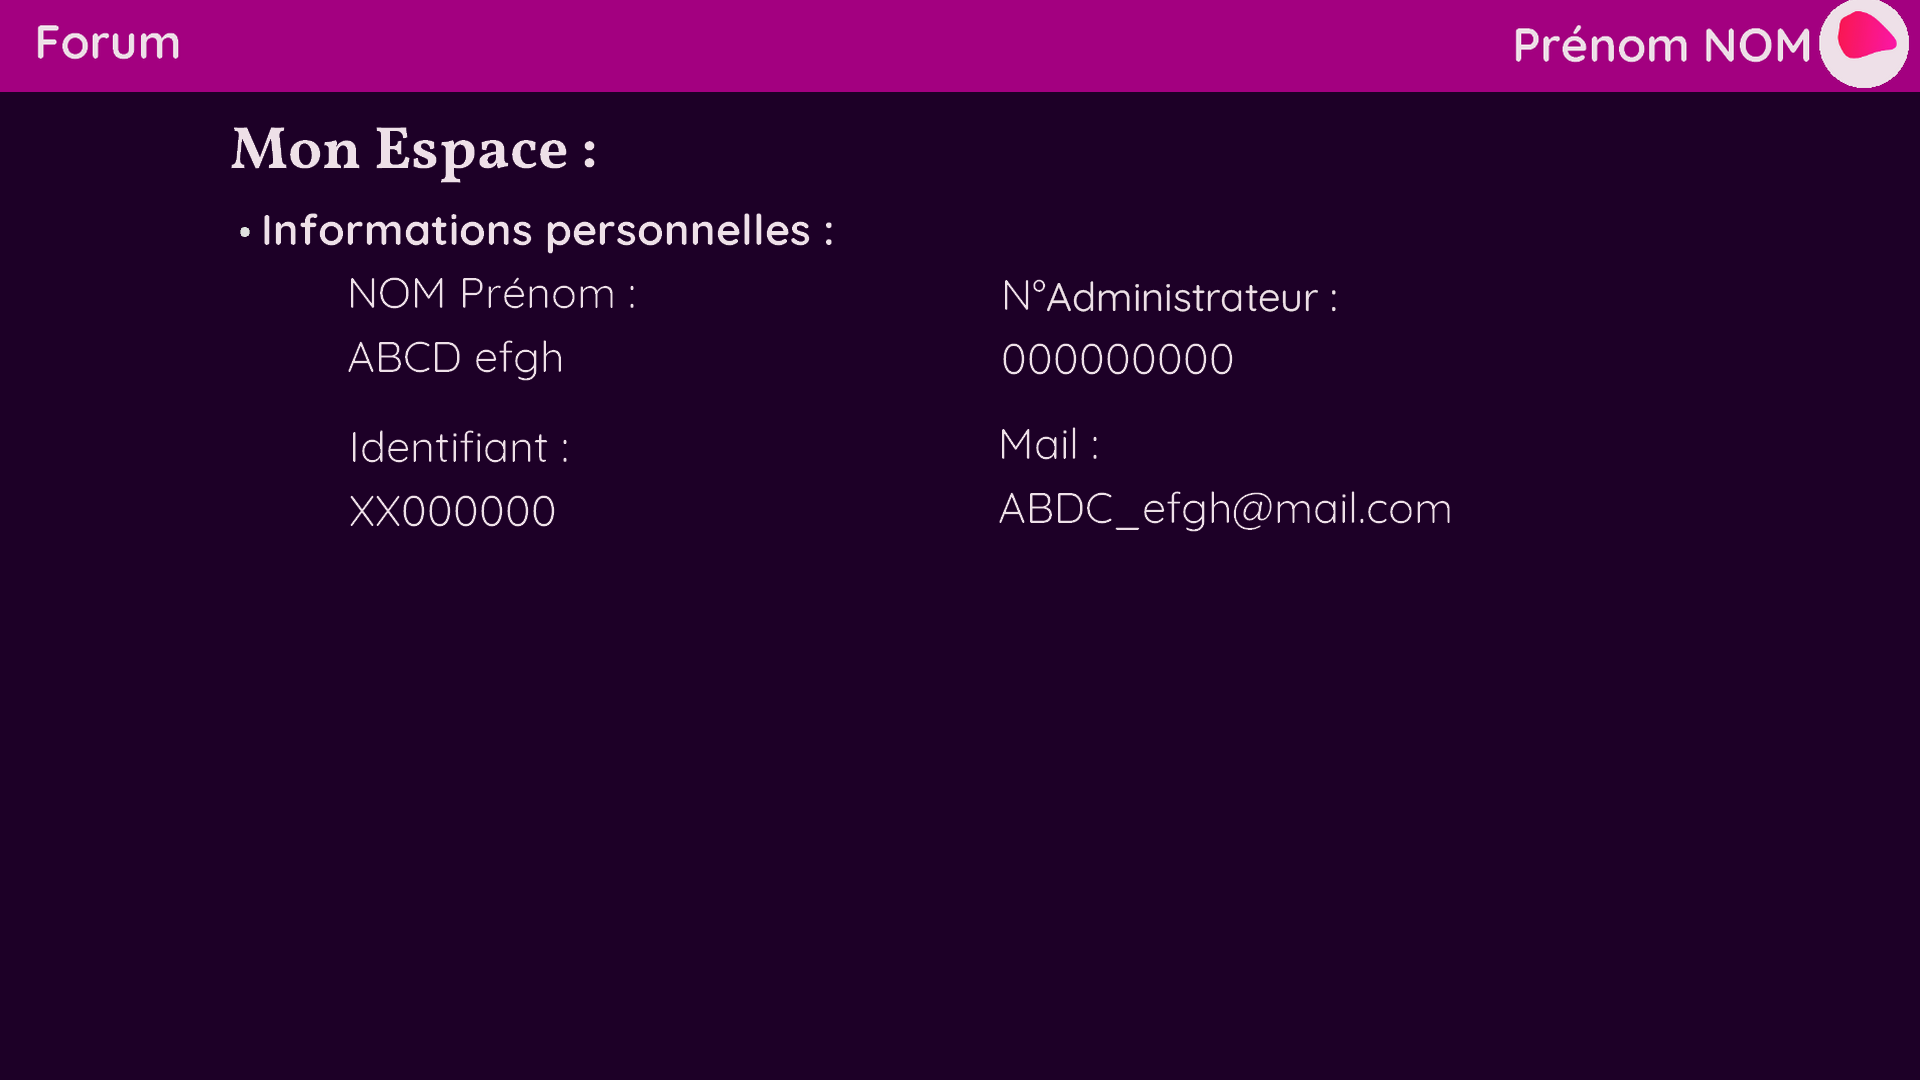 Forum
Prénom NOM
Mon Espace :
• Informations personnelles :
NOM Prénom :
ABCD efgh
N°Administrateur :
000000000
Identifiant :
XX000000
Mail :
ABDC_efgh@mail.com